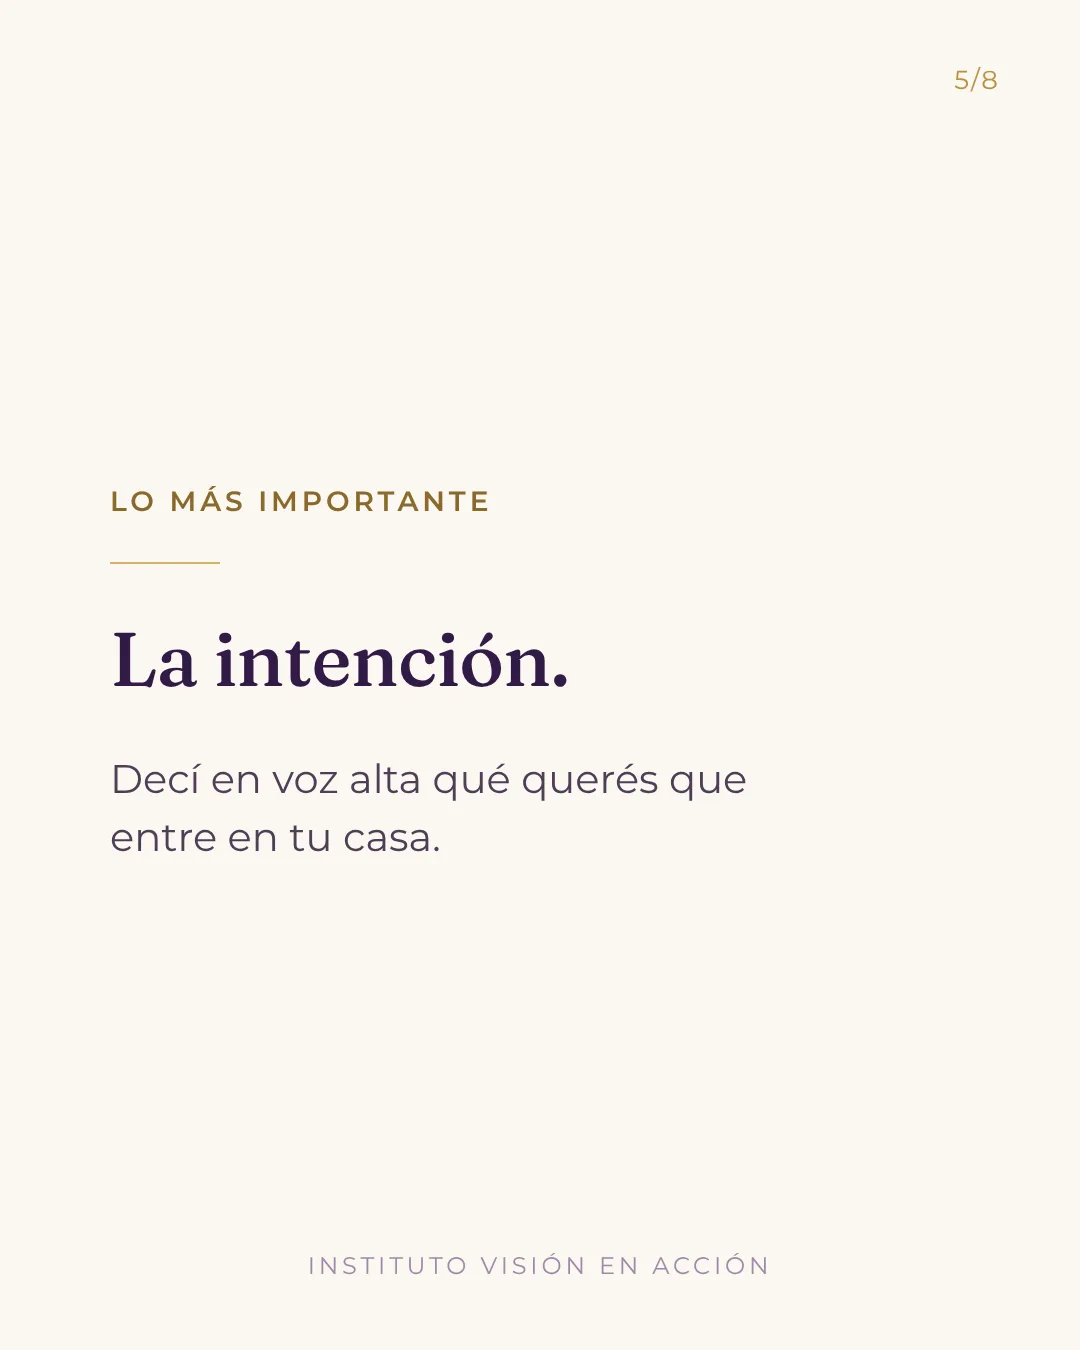 5/8
LO MÁS IMPORTANTE
La intención.
Decí en voz alta qué querés que
entre en tu casa.
INSTITUTO VISIÓN EN ACCIÓN